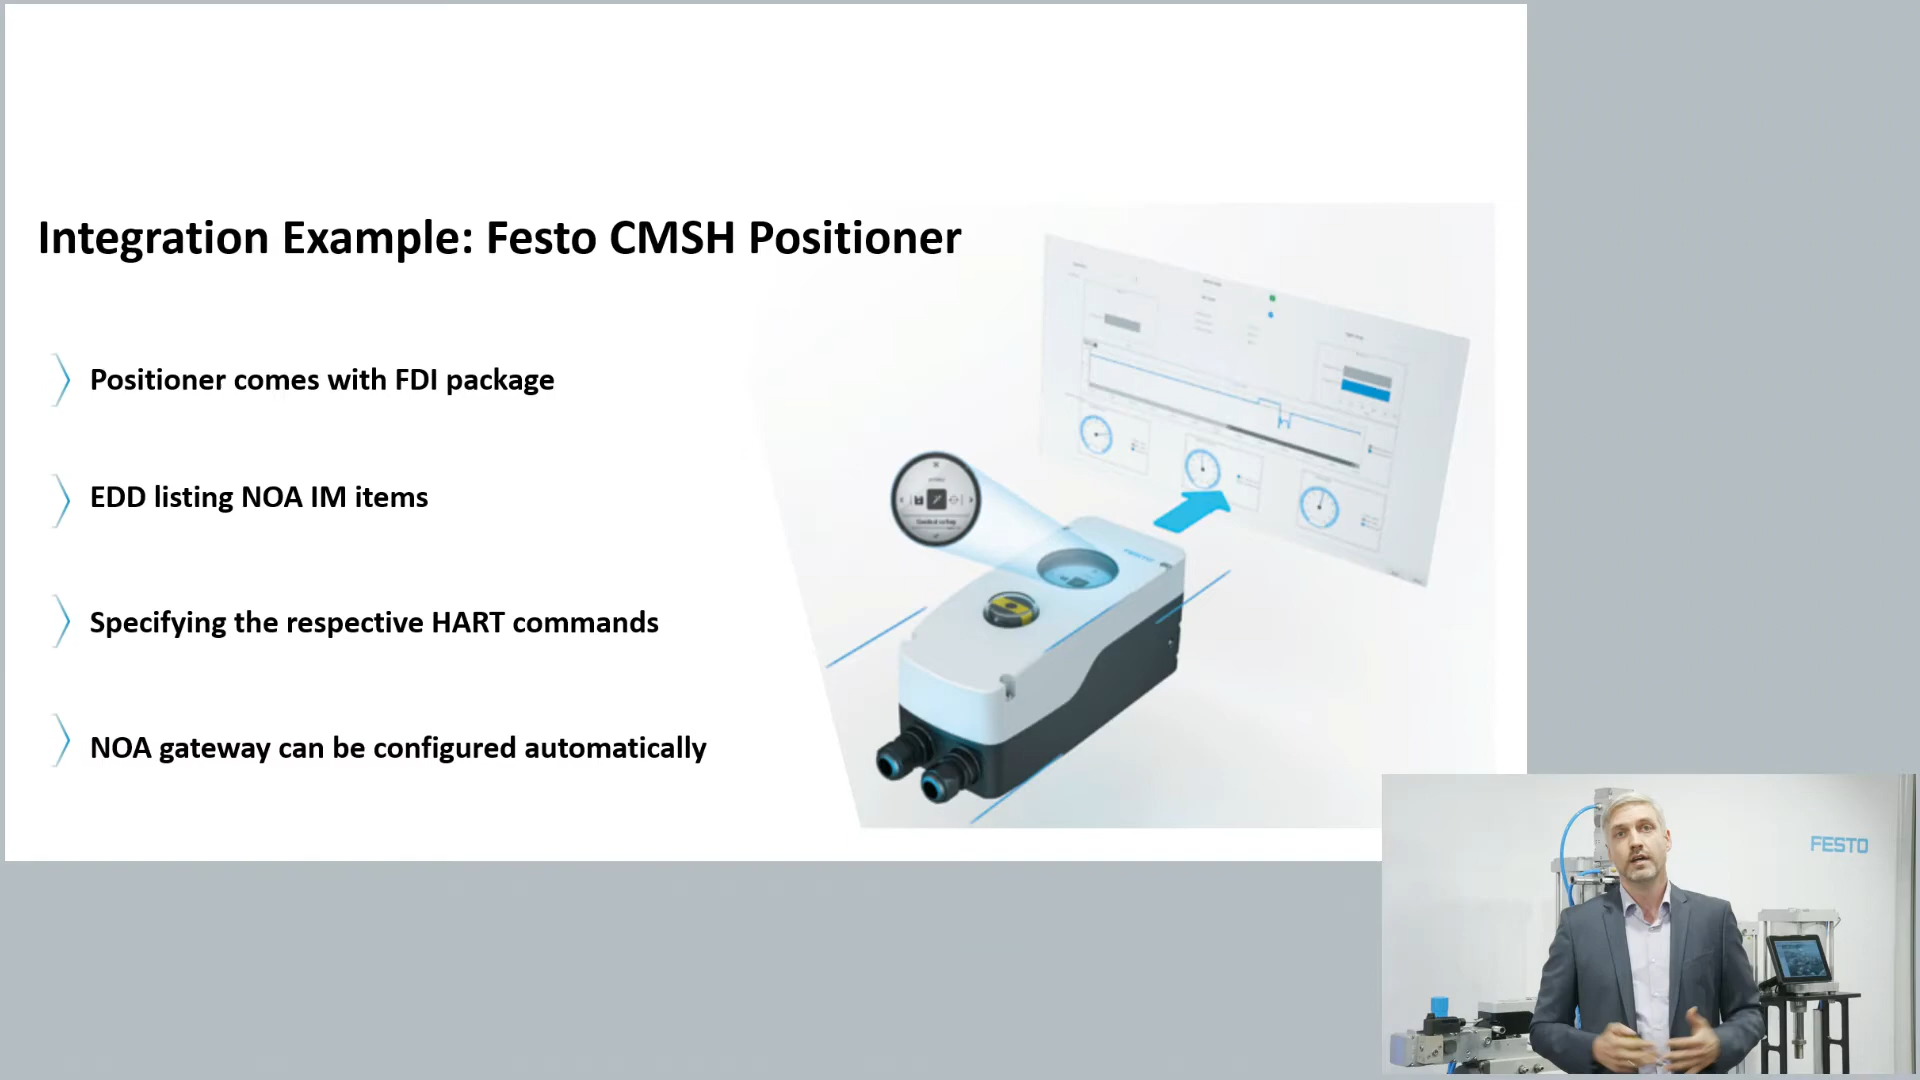 Integration Example: Festo CMSH Positioner
Positioner comes with FDI package
EDD listing NOA IM items
Specifying the respective HART commands
NOA gateway can be configured automatically
FESTO
FESTO